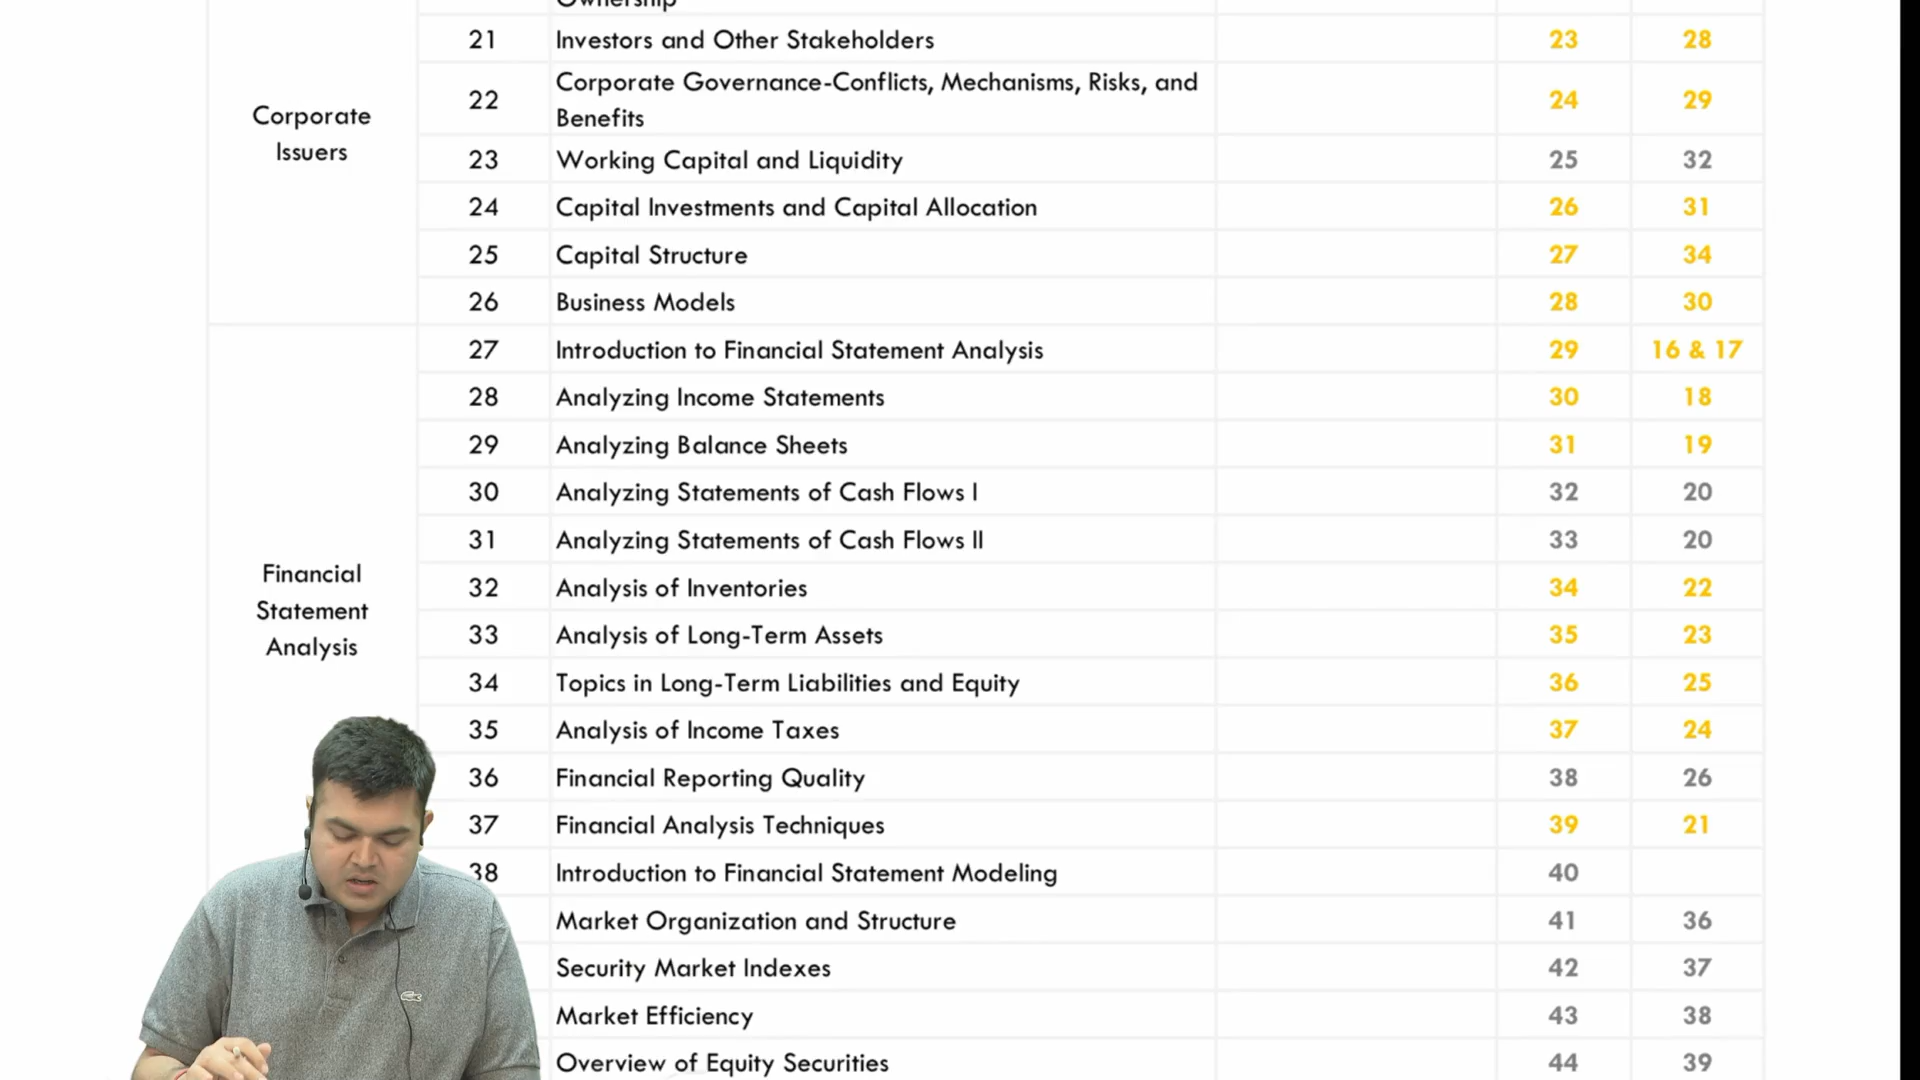 Ownership
21 Investors and Other Stakeholders 23 28
22 Corporate Governance-Conflicts, Mechanisms, Risks, and
Benefits 24 29
Corporate
Issuers
23 Working Capital and Liquidity 25 32
24 Capital Investments and Capital Allocation 26 31
25 Capital Structure 27 34
26 Business Models 28 30
27 Introduction to Financial Statement Analysis 29 16 & 17
28 Analyzing Income Statements 30 18
29 Analyzing Balance Sheets 31 19
30 Analyzing Statements of Cash Flows I 32 20
31 Analyzing Statements of Cash Flows II 33 20
Financial
Statement
Analysis
32 Analysis of Inventories 34 22
33 Analysis of Long-Term Assets 35 23
34 Topics in Long-Term Liabilities and Equity 36 25
35 Analysis of Income Taxes 37 24
36 Financial Reporting Quality 38 26
37 Financial Analysis Techniques 39 21
38 Introduction to Financial Statement Modeling 40
Market Organization and Structure 41 36
Security Market Indexes 42 37
Market Efficiency 43 38
Overview of Equity Securities 44 39